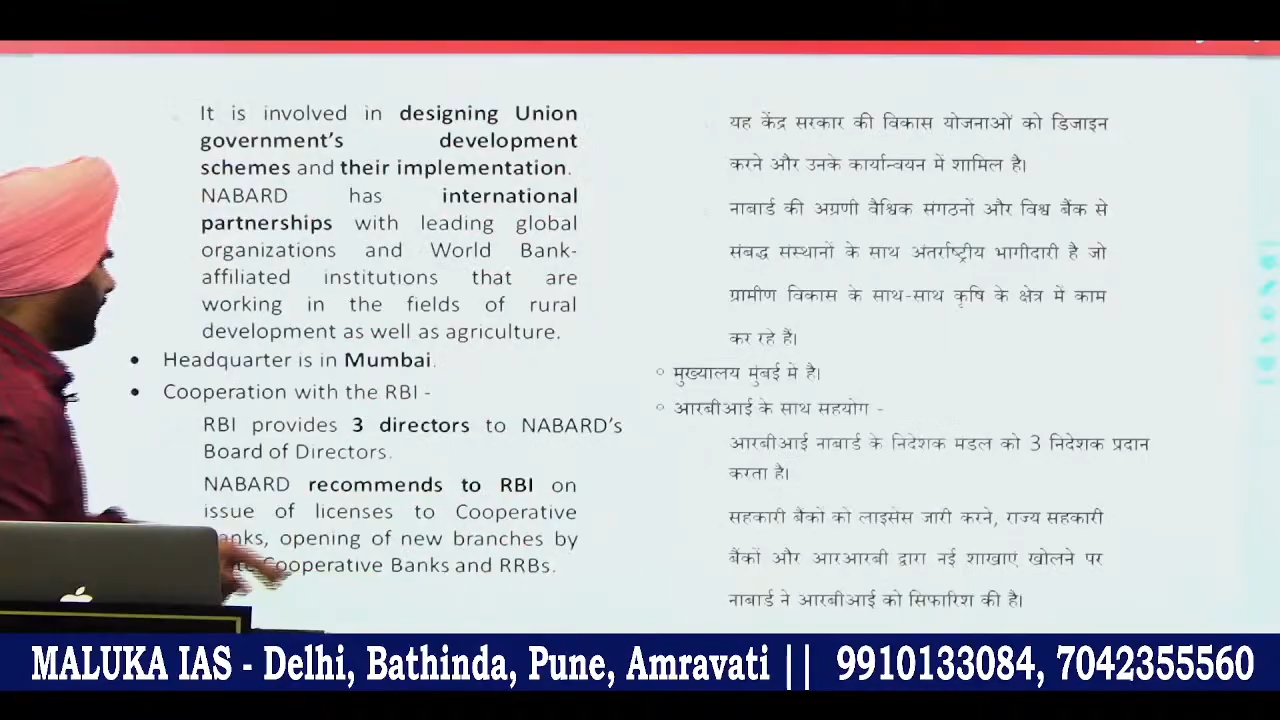 It is involved in designing Union
government's development
schemes and their implementation.
NABARD has international
partnerships with leading global
organizations and World Bank-
affiliated institutions that are
working in the fields of rural
development as well as agriculture.
• Headquarter is in Mumbai.
• Cooperation with the RBI -
RBI provides 3 directors to NABARD's
Board of Directors.
NABARD recommends to RBI on
issue of licenses to Cooperative
opening of new branches by
Cooperative Banks and RRBs.
यह केंद्र सरकार की विकास योजनाओं को डिजाइन
करने और उनके कार्यान्वयन में शामिल है।
नाबार्ड की अग्रणी वैश्विक संगठनों और विश्व बैंक से
संबद्ध संस्थानों के साथ अंतर्राष्ट्रीय भागीदारी है जो
ग्रामीण विकास के साथ-साथ कृषि के क्षेत्र में काम
कर रहे हैं।
○ मुख्यालय मुंबई में है।
○ आरबीआई के साथ सहयोग -
आरबीआई नाबार्ड के निदेशक मडल को 3 निदेशक प्रदान
करता है।
सहकारी बैंकों को लाइसेंस जारी करने, राज्य सहकारी
बैंकों और आरआरबी द्वारा नई शाखाएं खोलने पर
नाबार्ड ने आरबीआई को सिफारिश की है।
MALUKA IAS - Delhi, Bathinda, Pune, Amravati || 9910133084, 7042355560